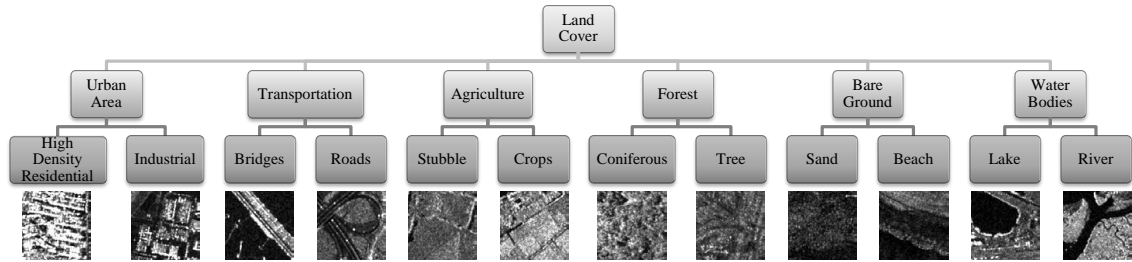 Land
Cover
Urban
Area
Transportation
Agriculture
Forest
Bare
Ground
Water
Bodies
High
Density
Residential
Industrial
Bridges
Roads
Stubble
Crops
Coniferous
Tree
Sand
Beach
Lake
River